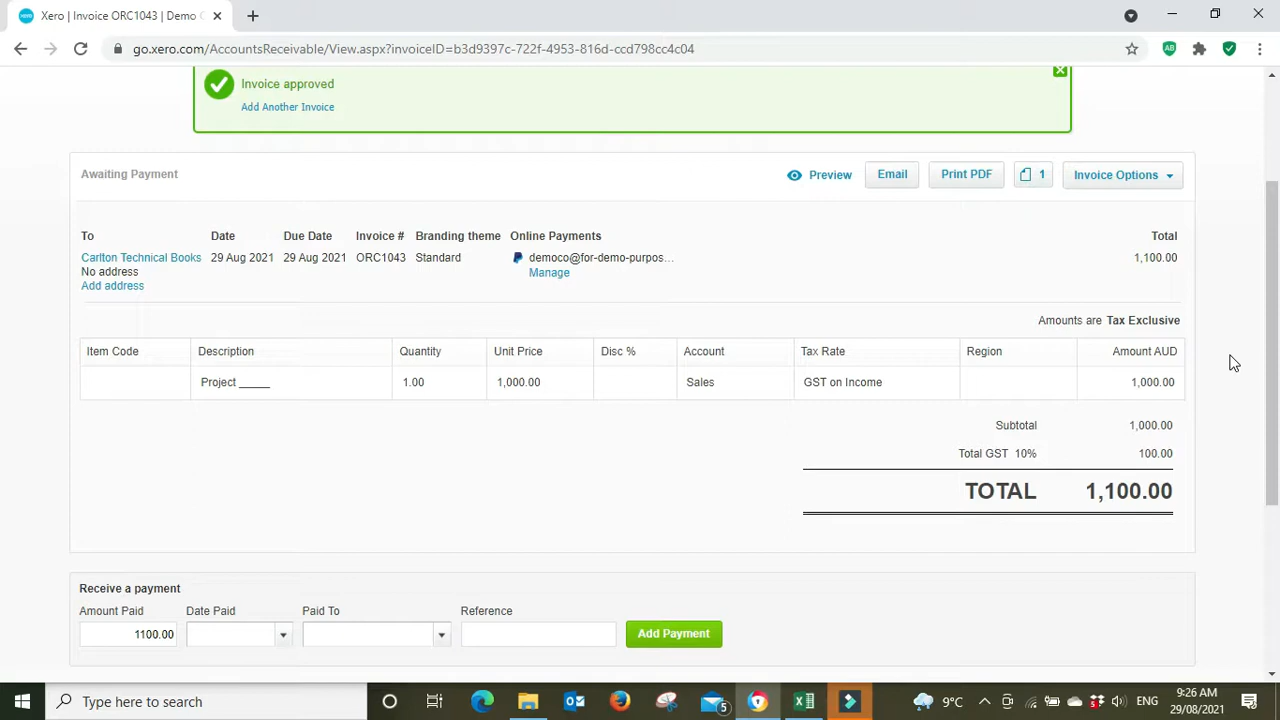 Xero | Invoice ORC1043 | Demo C
go.xero.com/AccountsReceivable/View.aspx?invoiceID=b3d9397c-722f-4953-816d-ccd798cc4c04
Invoice approved
Add Another Invoice
Awaiting Payment
Preview
Email
Print PDF
1
Invoice Options
To Date Due Date Invoice # Branding theme Online Payments Total
Carlton Technical Books 29 Aug 2021 29 Aug 2021 ORC1043 Standard democo@for-demo-purpos... 1,100.00
No address Manage
Add address
Amounts are Tax Exclusive
Item Code Description Quantity Unit Price Disc % Account Tax Rate Region Amount AUD
Project _____ 1.00 1,000.00 Sales GST on Income 1,000.00
Subtotal 1,000.00
Total GST 10% 100.00
TOTAL 1,100.00
Receive a payment
Amount Paid Date Paid Paid To Reference
1100.00 Add Payment
Type here to search
5
9°C
ENG
9:26 AM
29/08/2021